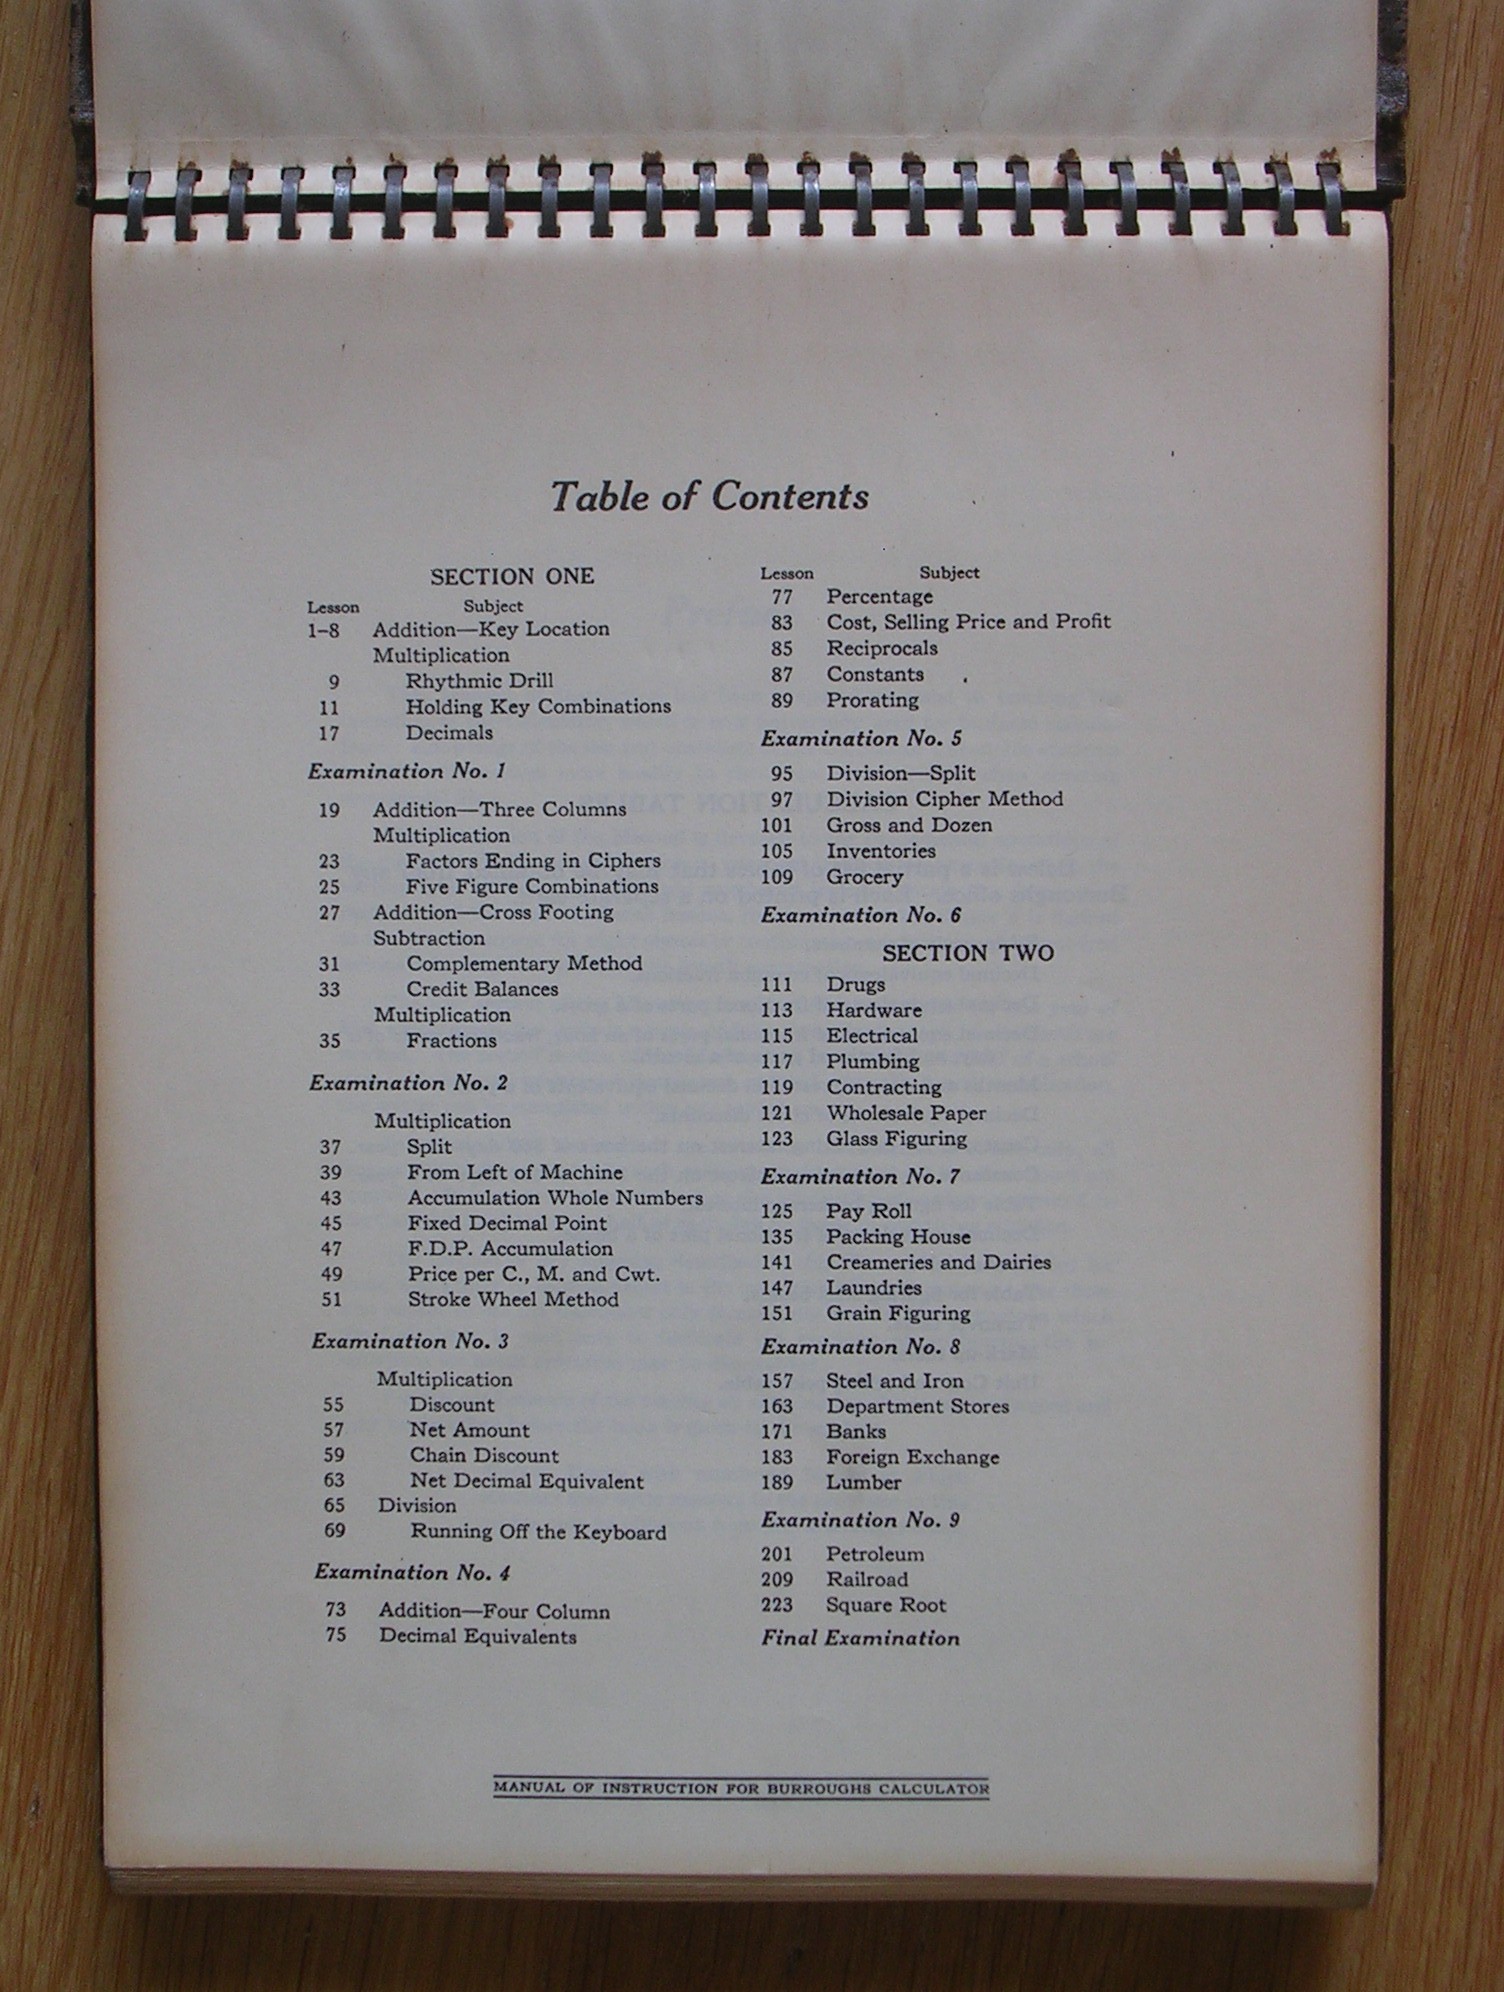 Table of Contents
SECTION ONE
Lesson Subject
1–8 Addition—Key Location
Multiplication
9 Rhythmic Drill
11 Holding Key Combinations
17 Decimals
Examination No. 1
19 Addition—Three Columns
Multiplication
23 Factors Ending in Ciphers
25 Five Figure Combinations
27 Addition—Cross Footing
Subtraction
31 Complementary Method
33 Credit Balances
Multiplication
35 Fractions
Examination No. 2
Multiplication
37 Split
39 From Left of Machine
43 Accumulation Whole Numbers
45 Fixed Decimal Point
47 F.D.P. Accumulation
49 Price per C., M. and Cwt.
51 Stroke Wheel Method
Examination No. 3
Multiplication
55 Discount
57 Net Amount
59 Chain Discount
63 Net Decimal Equivalent
65 Division
69 Running Off the Keyboard
Examination No. 4
73 Addition—Four Column
75 Decimal Equivalents
Lesson Subject
77 Percentage
83 Cost, Selling Price and Profit
85 Reciprocals
87 Constants
89 Prorating
Examination No. 5
95 Division—Split
97 Division Cipher Method
101 Gross and Dozen
105 Inventories
109 Grocery
Examination No. 6
SECTION TWO
111 Drugs
113 Hardware
115 Electrical
117 Plumbing
119 Contracting
121 Wholesale Paper
123 Glass Figuring
Examination No. 7
125 Pay Roll
135 Packing House
141 Creameries and Dairies
147 Laundries
151 Grain Figuring
Examination No. 8
157 Steel and Iron
163 Department Stores
171 Banks
183 Foreign Exchange
189 Lumber
Examination No. 9
201 Petroleum
209 Railroad
223 Square Root
Final Examination
MANUAL OF INSTRUCTION FOR BURROUGHS CALCULATOR